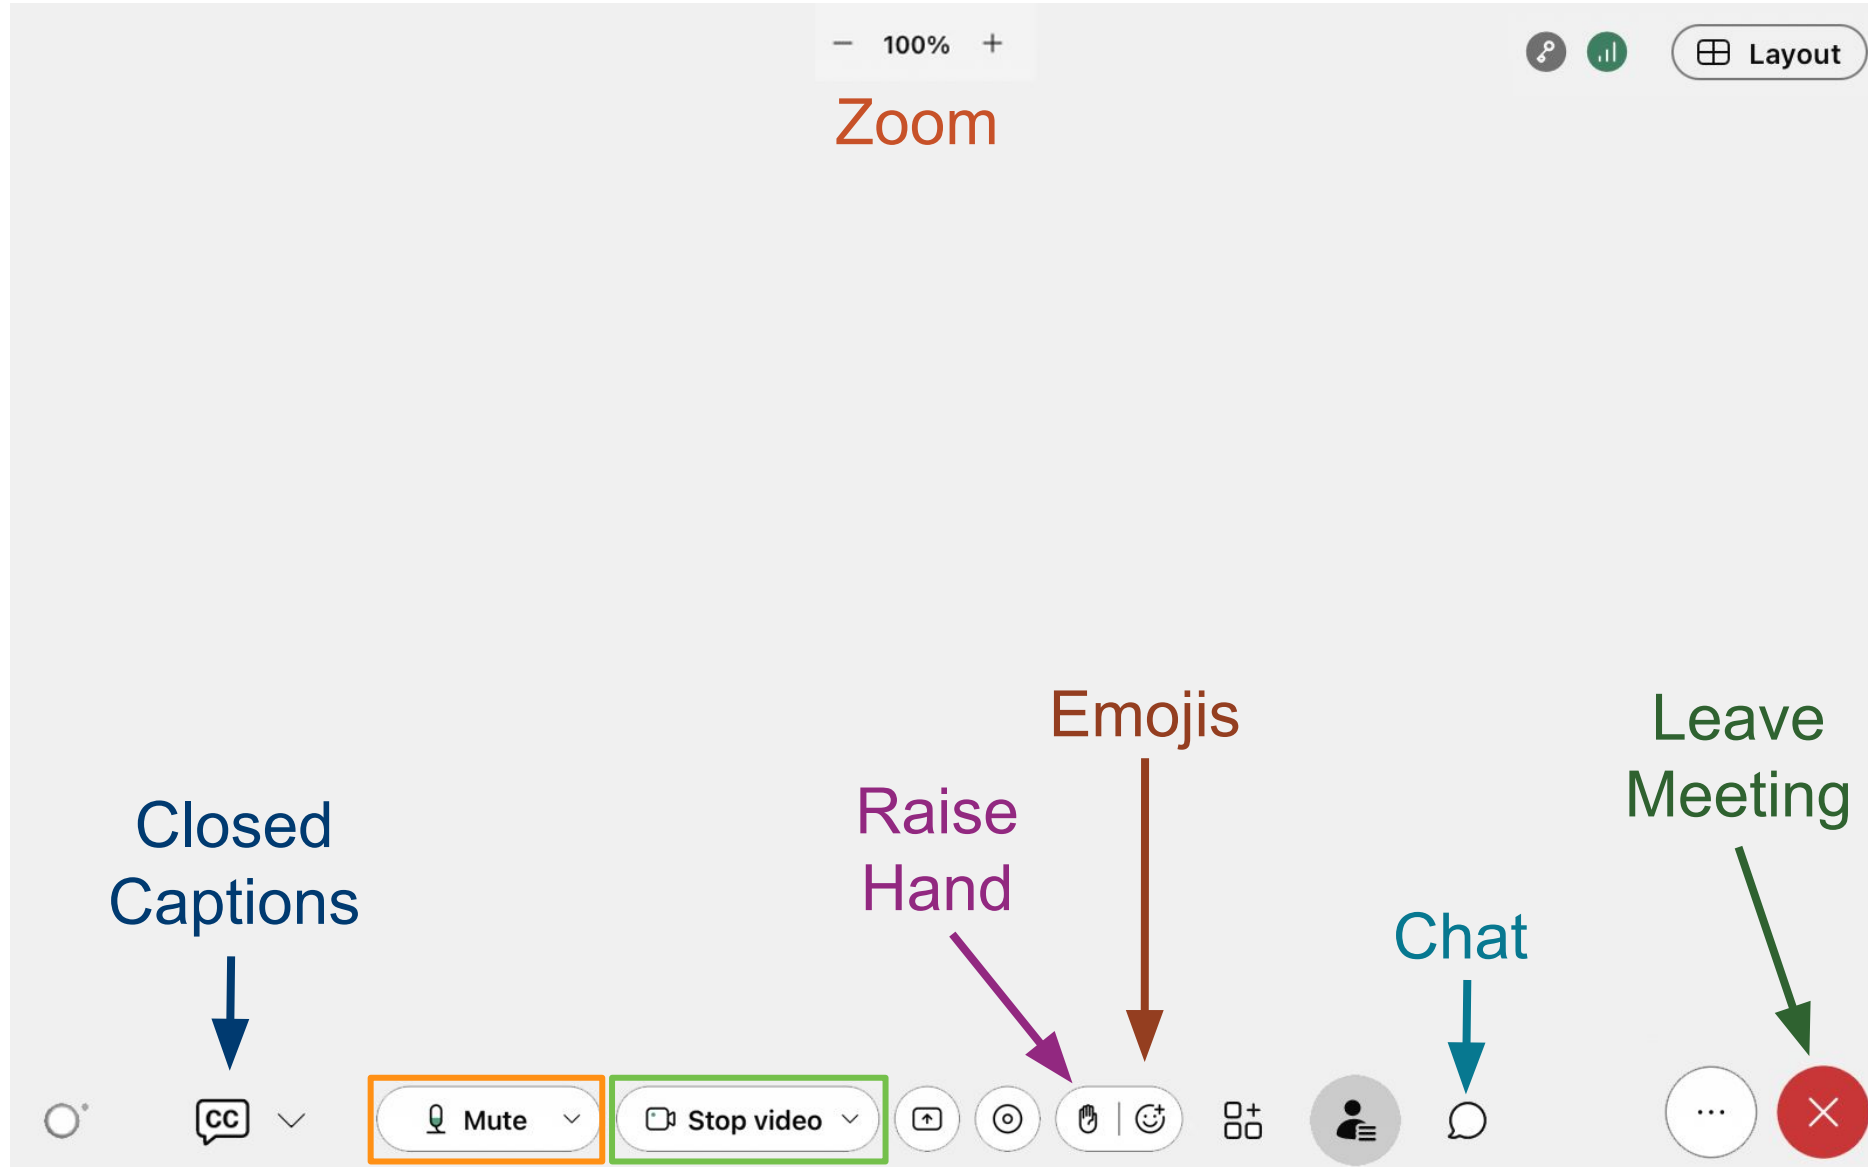 100%
Layout
Zoom
Emojis
Leave
Meeting
Raise
Hand
Closed
Captions
Chat
CC
Mute
Stop video